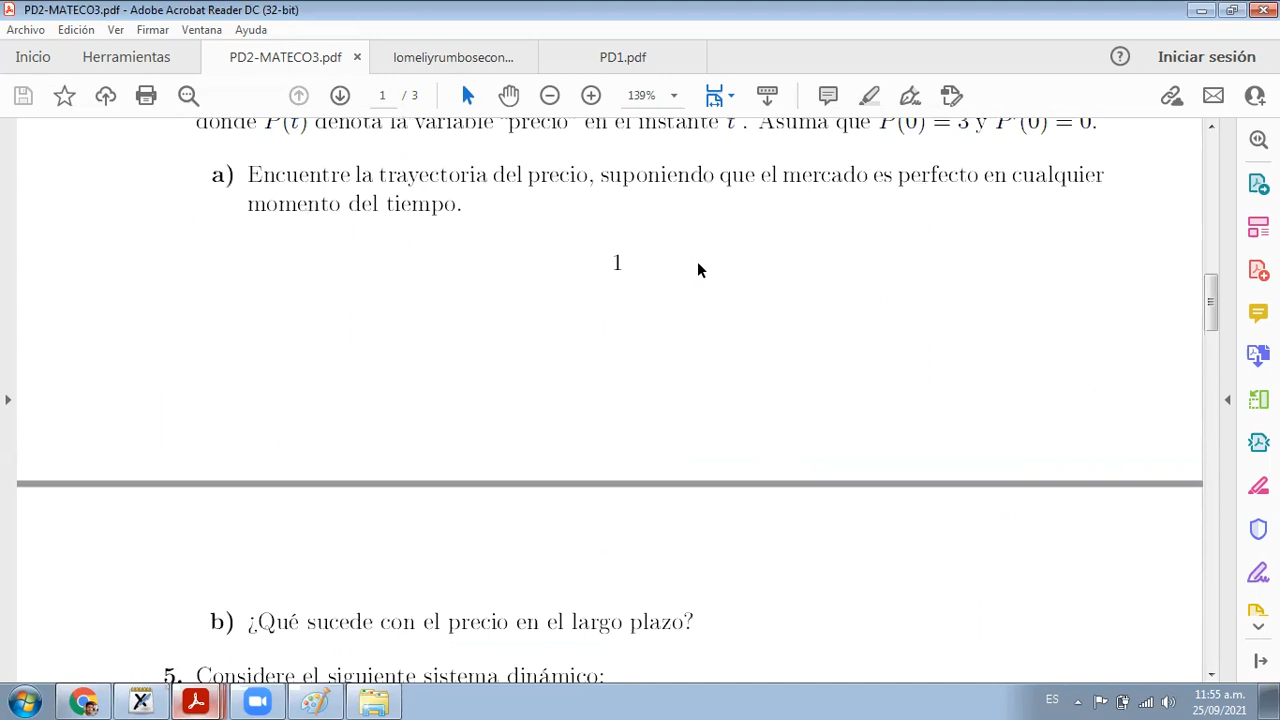 PD2-MATECO3.pdf - Adobe Acrobat Reader DC (32-bit)
Archivo Edición Ver Firmar Ventana Ayuda
Inicio Herramientas PD2-MATECO3.pdf × lomeliyrumbosecon... PD1.pdf Iniciar sesión
1 / 3 139%
donde P(t) denota la variable "precio" en el instante t . Asuma que P(0) = 3 y P'(0) = 0.
a) Encuentre la trayectoria del precio, suponiendo que el mercado es perfecto en cualquier
momento del tiempo.
1
b) ¿Qué sucede con el precio en el largo plazo?
5. Considere el siguiente sistema dinámico:
ES 11:55 a.m.
25/09/2021